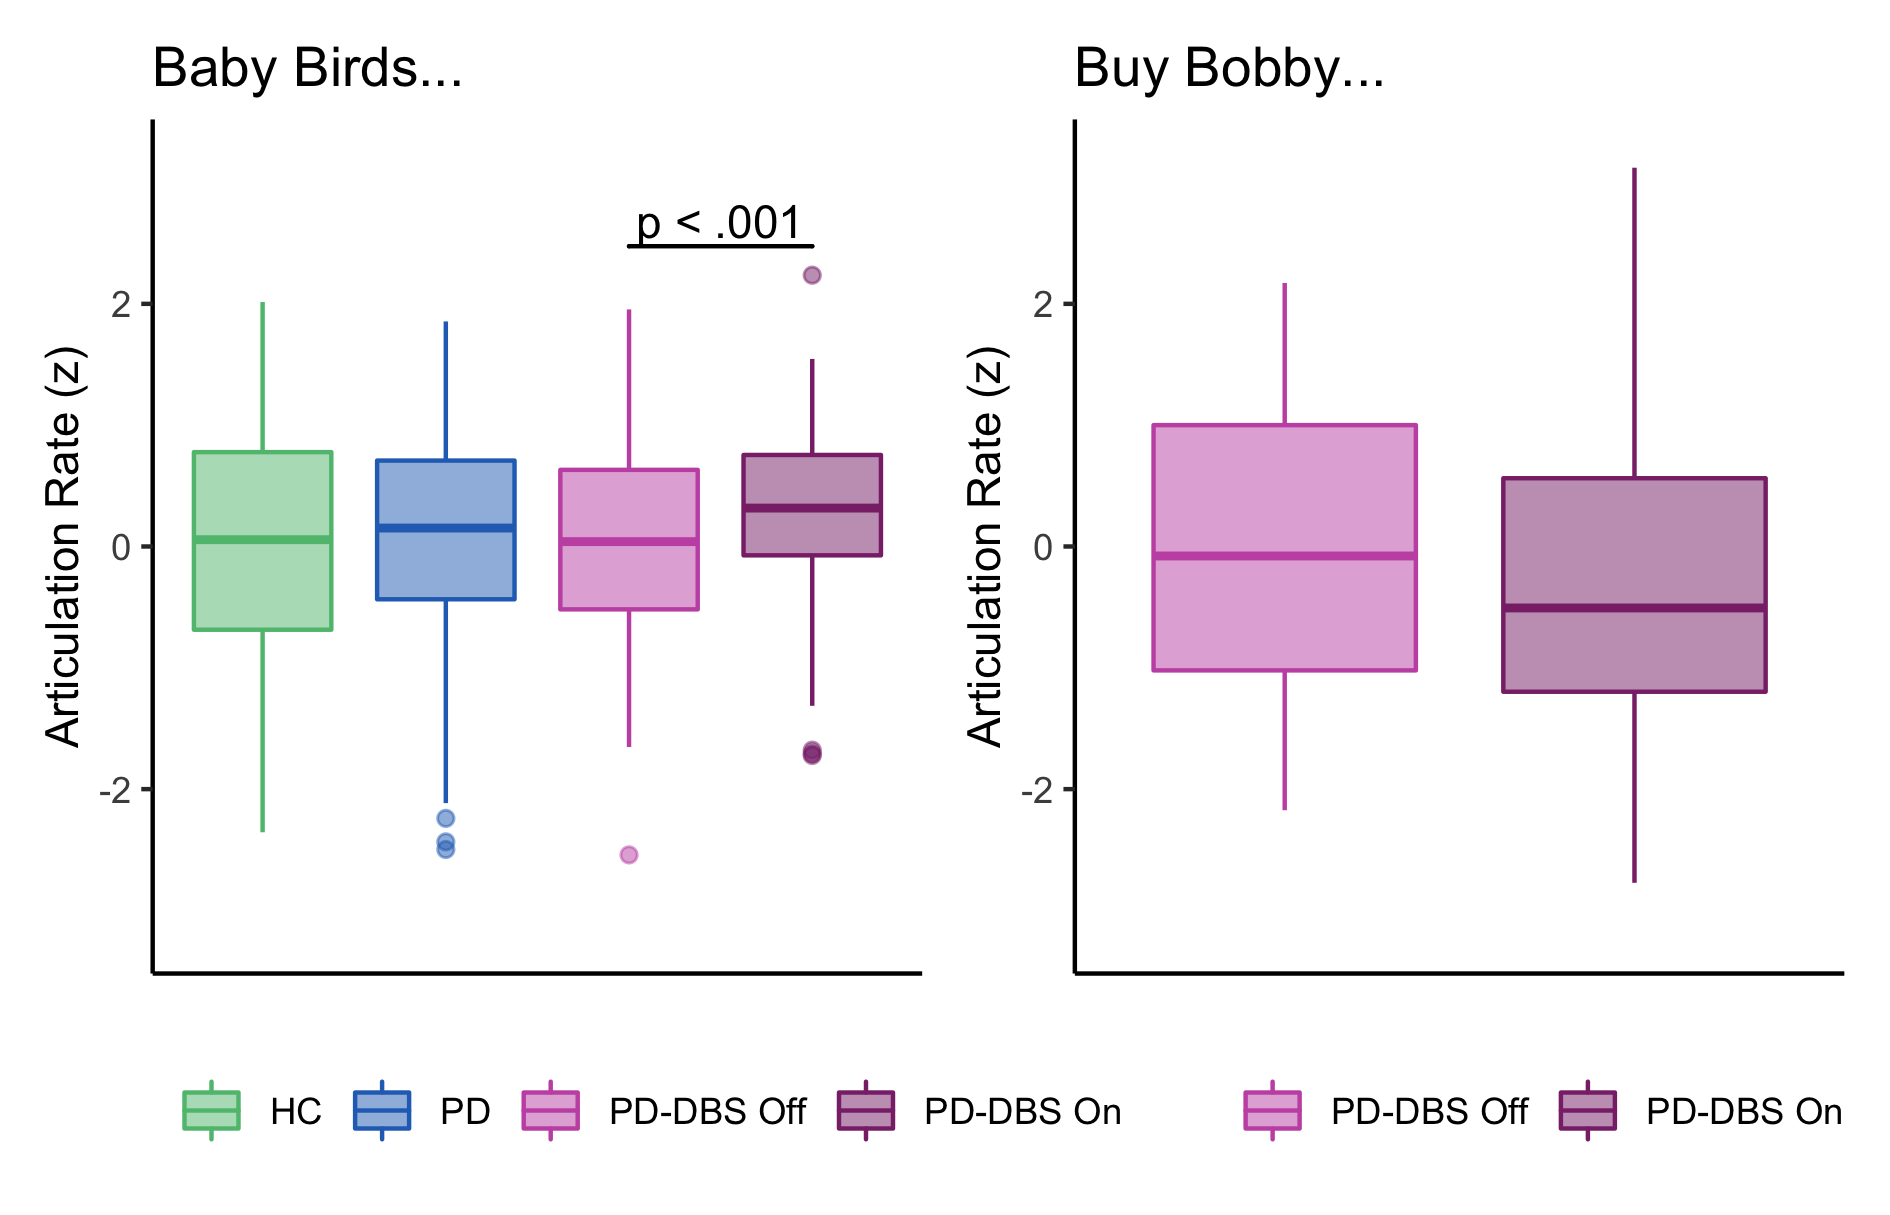 Baby Birds...
Articulation Rate (z)
2
0
-2
p < .001
HC
PD
PD-DBS Off
PD-DBS On
Buy Bobby...
Articulation Rate (z)
2
0
-2
PD-DBS Off
PD-DBS On